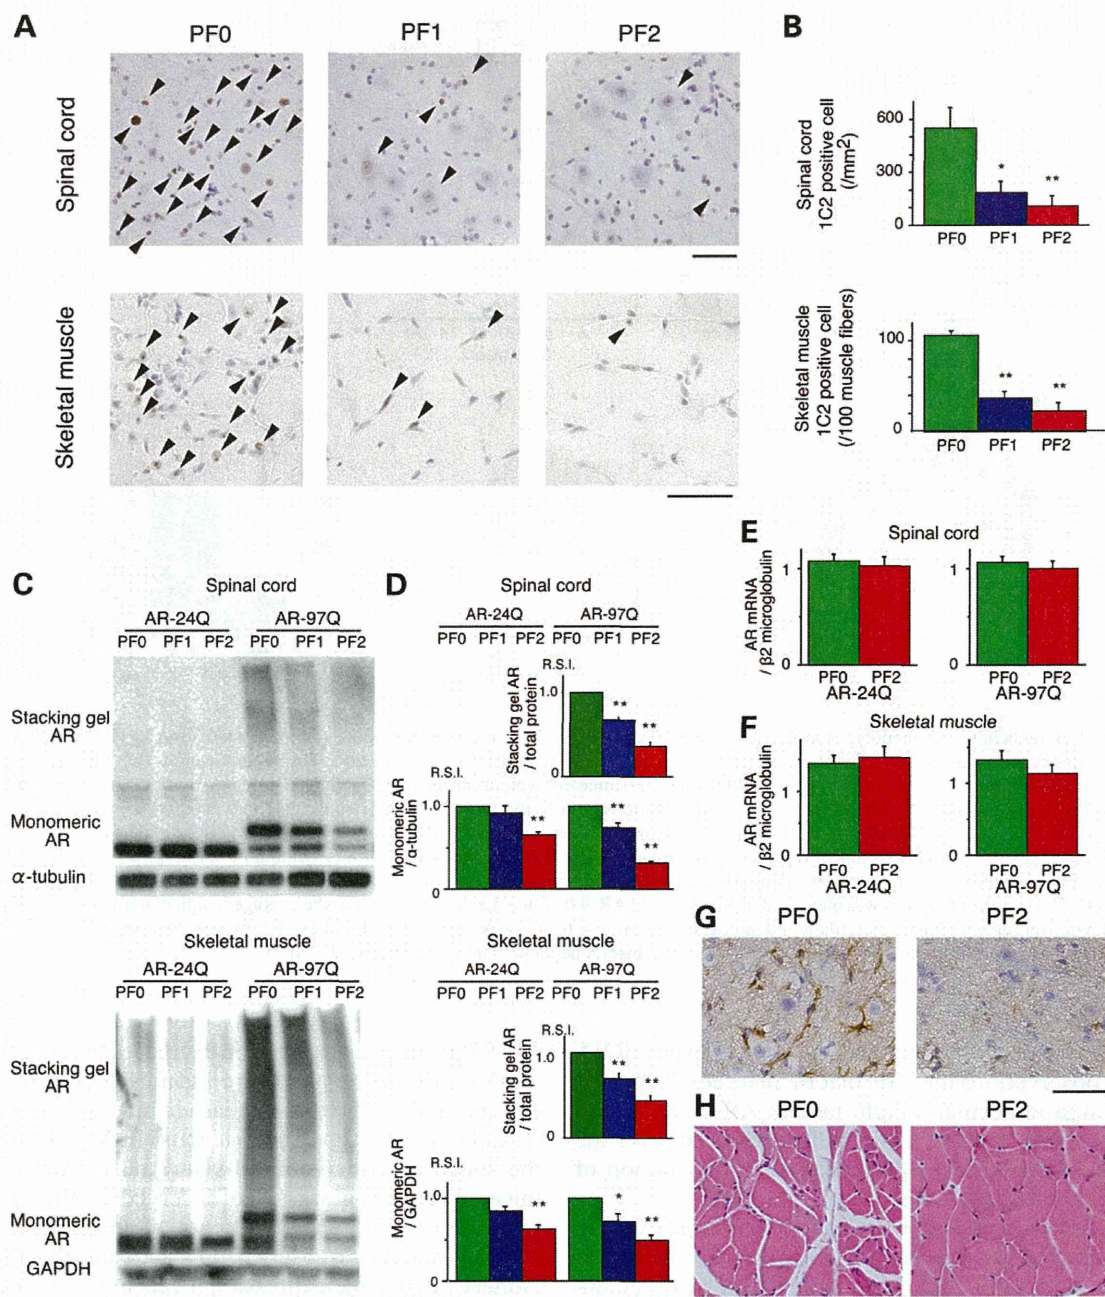 A
PF0 PF1 PF2
Spinal cord
Skeletal muscle
B
Spinal cord
1C2 positive cell
(/mm2)
600
300
0
*
**
PF0 PF1 PF2
Skeletal muscle
1C2 positive cell
(/100 muscle fibers)
100
0
**
**
PF0 PF1 PF2
C
Spinal cord
AR-24Q AR-97Q
PF0 PF1 PF2 PF0 PF1 PF2
Stacking gel
AR
Monomeric
AR
α-tubulin
Skeletal muscle
AR-24Q AR-97Q
PF0 PF1 PF2 PF0 PF1 PF2
Stacking gel
AR
Monomeric
AR
GAPDH
D
Spinal cord
AR-24Q AR-97Q
PF0 PF1 PF2 PF0 PF1 PF2
R.S.I.
Stacking gel AR
/ total protein
1.0
0
**
**
R.S.I.
Monomeric AR
/ α-tubulin
1.0
0
**
**
**
Skeletal muscle
AR-24Q AR-97Q
PF0 PF1 PF2 PF0 PF1 PF2
R.S.I.
Stacking gel AR
/ total protein
1.0
0
**
**
R.S.I.
Monomeric AR
/ GAPDH
1.0
0
**
*
**
E
Spinal cord
AR mRNA
/ β2 microglobulin
1
0
PF0 PF2
AR-24Q
1
0
PF0 PF2
AR-97Q
F
Skeletal muscle
AR mRNA
/ β2 microglobulin
1
0
PF0 PF2
AR-24Q
1
0
PF0 PF2
AR-97Q
G
PF0 PF2
H
PF0 PF2